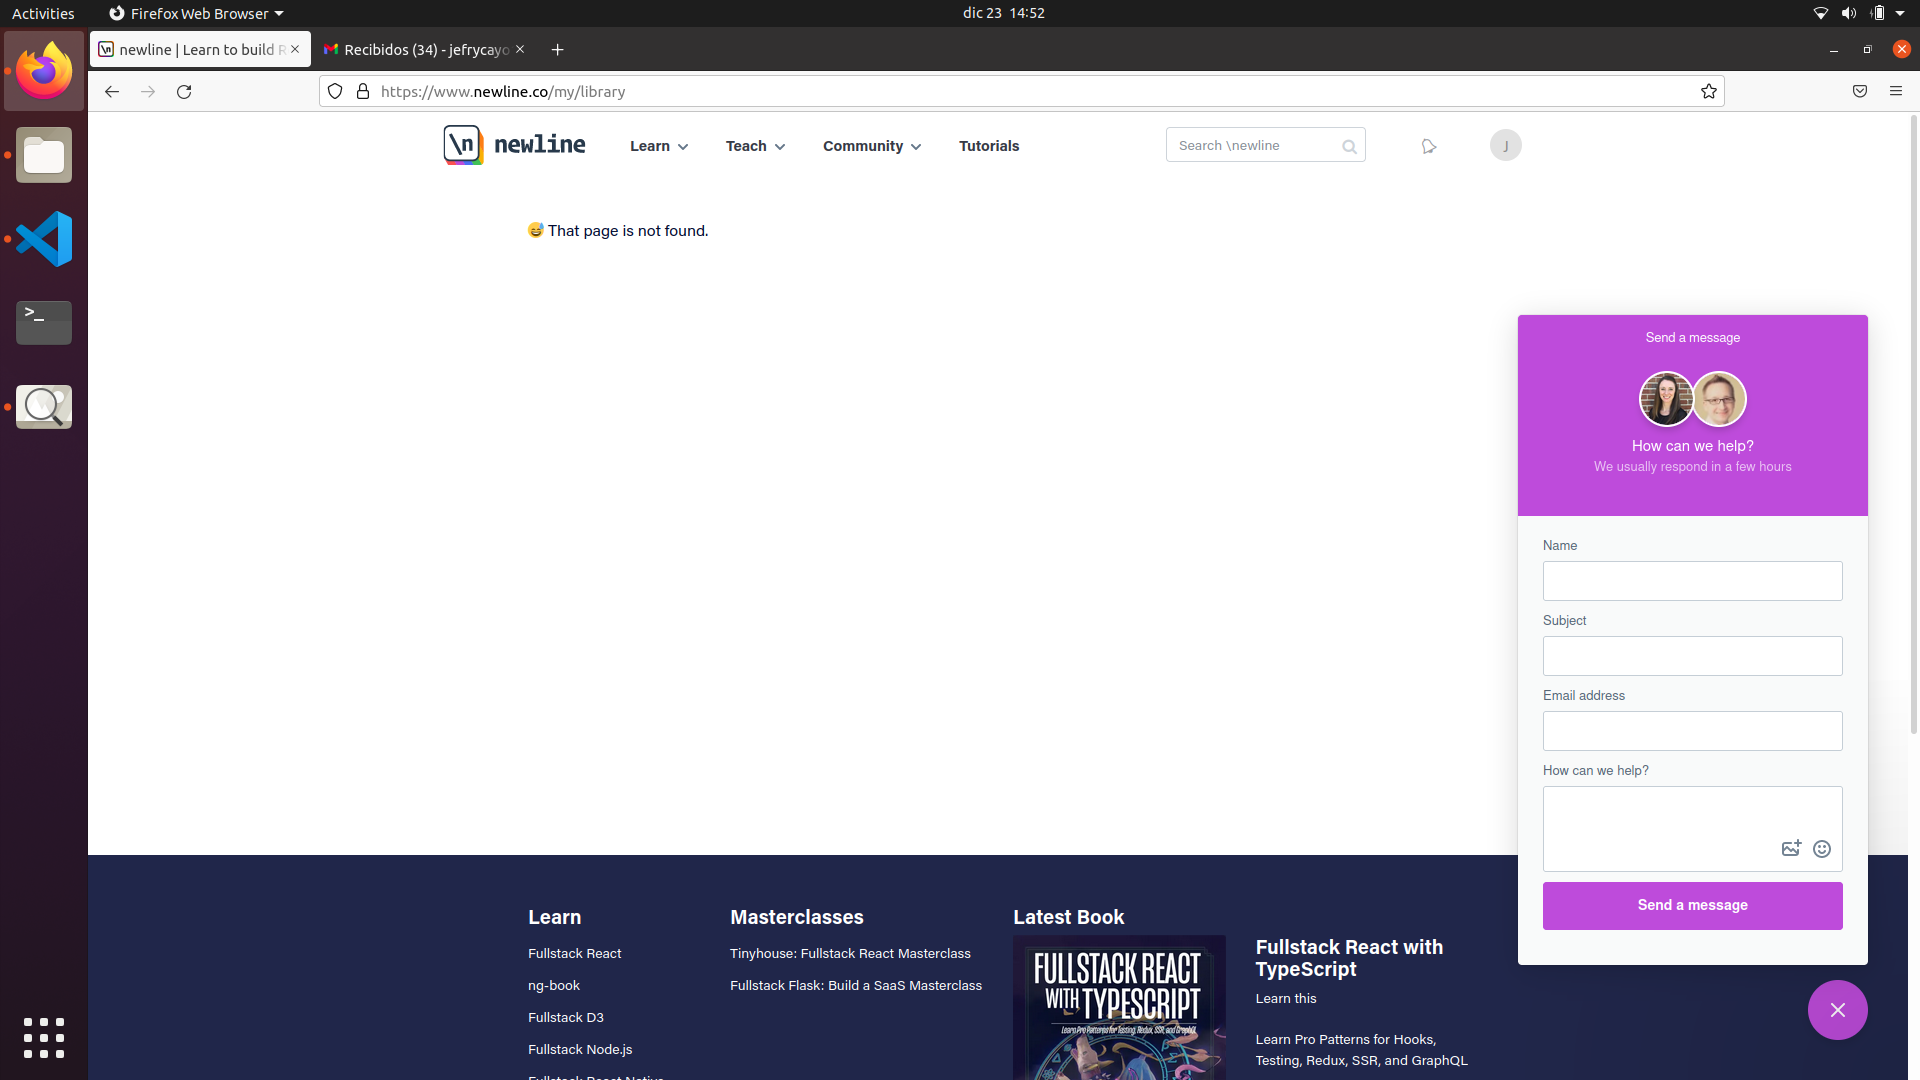 Activities
Firefox Web Browser
dic 23 14:52
newline | Learn to build R
Recibidos (34) - jefrycayo
https://www.newline.co/my/library
\n newline
Learn
Teach
Community
Tutorials
Search \newline
J
That page is not found.
Send a message
How can we help?
We usually respond in a few hours
Name
Subject
Email address
How can we help?
Send a message
Learn
Fullstack React
ng-book
Fullstack D3
Fullstack Node.js
Fullstack React Native
Masterclasses
Tinyhouse: Fullstack React Masterclass
Fullstack Flask: Build a SaaS Masterclass
Latest Book
FULLSTACK REACT
WITH TYPESCRIPT
Learn Pro Patterns for Testing, Redux, SSR, and GraphQL
Fullstack React with
TypeScript
Learn this
Learn Pro Patterns for Hooks,
Testing, Redux, SSR, and GraphQL